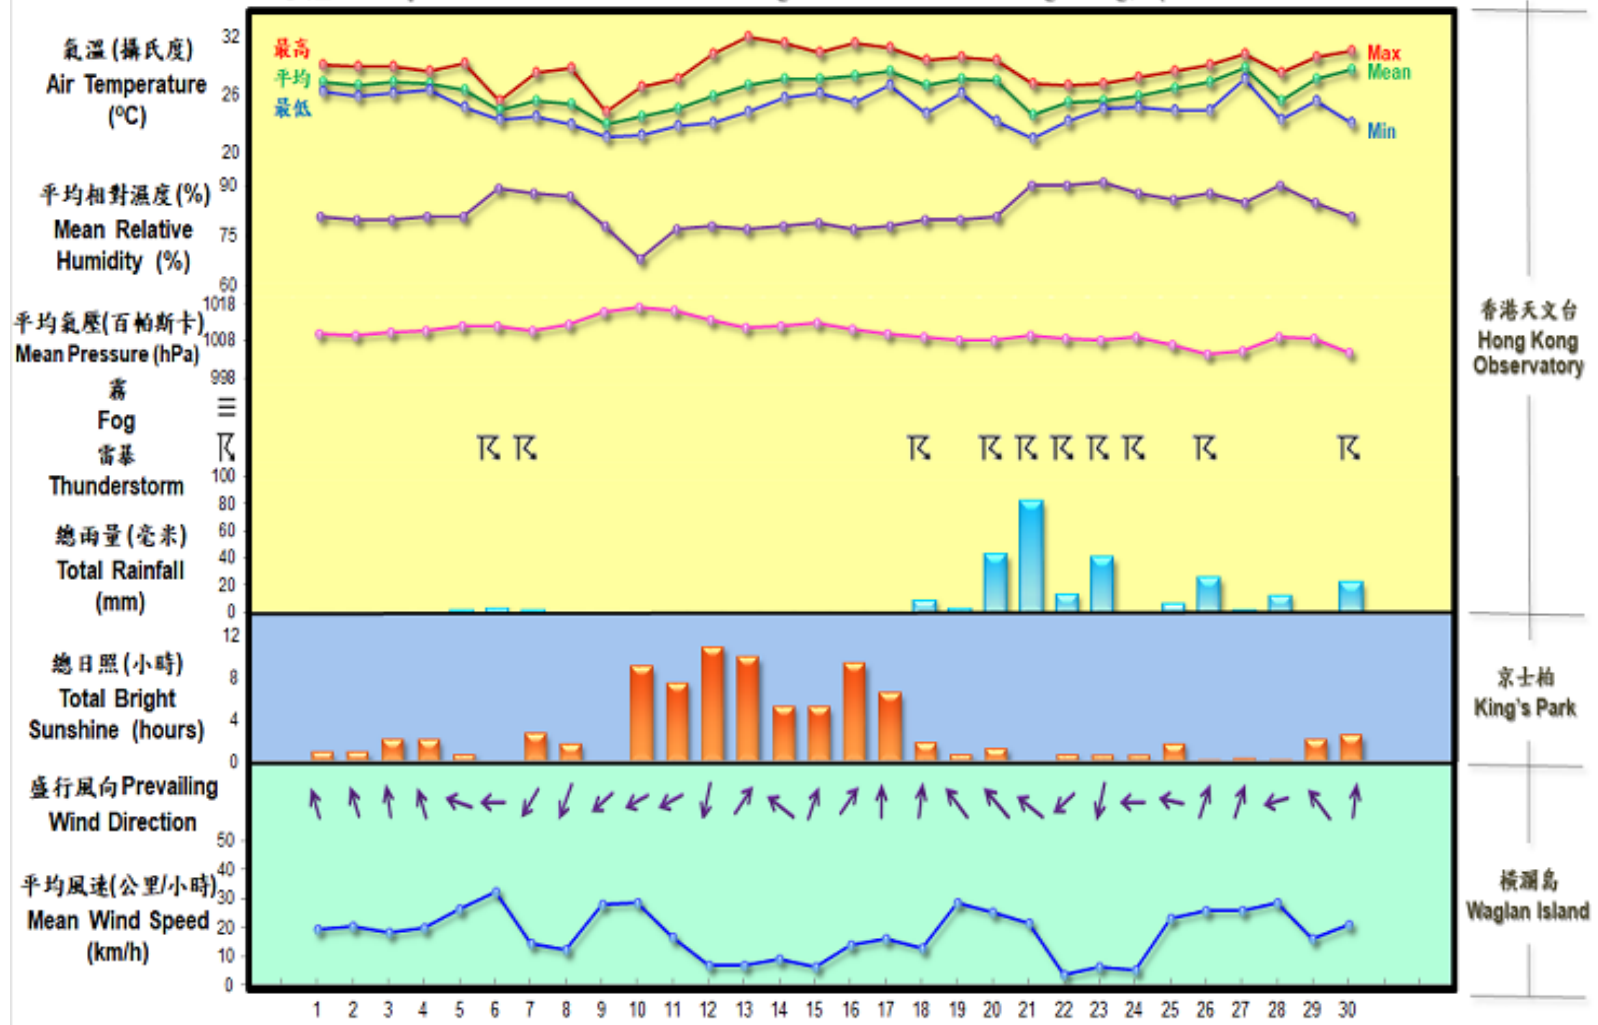 氣溫(攝氏度)
Air Temperature
(ºC)
32
26
20
最高
平均
最低
Max
Mean
Min
平均相對濕度(%)
Mean Relative
Humidity (%)
90
75
60
平均氣壓(百帕斯卡)
Mean Pressure (hPa)
1018
1008
998
霧
Fog
雷暴
Thunderstorm
總雨量(毫米)
Total Rainfall
(mm)
100
80
60
40
20
0
總日照(小時)
Total Bright
Sunshine (hours)
12
8
4
0
盛行風向Prevailing
Wind Direction
平均風速(公里/小時)
Mean Wind Speed
(km/h)
50
40
30
20
10
0
1 2 3 4 5 6 7 8 9 10 11 12 13 14 15 16 17 18 19 20 21 22 23 24 25 26 27 28 29 30
香港天文台
Hong Kong
Observatory
京士柏
King's Park
橫瀾島
Waglan Island